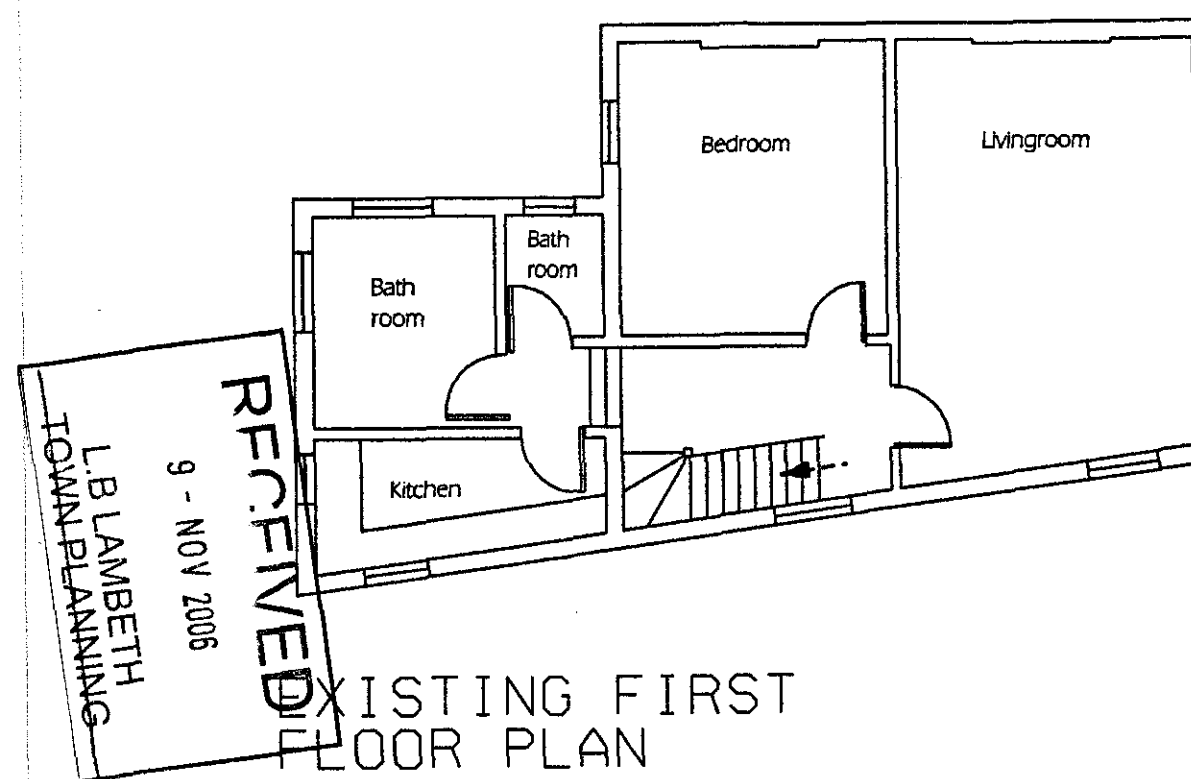 Bedroom
Livingroom
Bath
room
Bath
room
Kitchen
RECEIVED
9 - NOV 2006
L.B LAMBETH
TOWN PLANNING
EXISTING FIRST
FLOOR PLAN